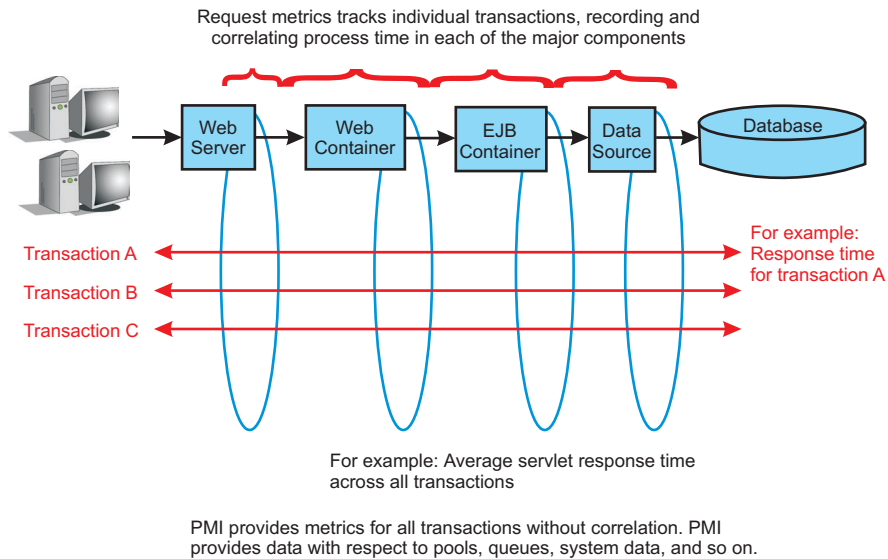 Request metrics tracks individual transactions, recording and
correlating process time in each of the major components
Web
Server
Web
Container
EJB
Container
Data
Source
Database
Transaction A
Transaction B
Transaction C
For example:
Response time
for transaction A
For example: Average servlet response time
across all transactions
PMI provides metrics for all transactions without correlation. PMI
provides data with respect to pools, queues, system data, and so on.